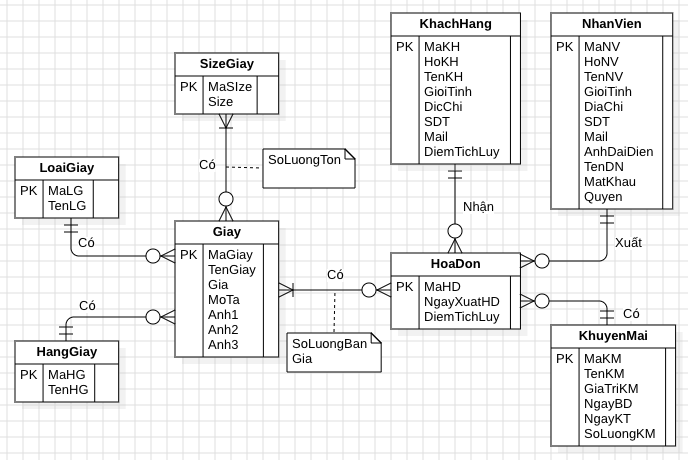 KhachHang
PK
MaKH
HoKH
TenKH
GioiTinh
DicChi
SDT
Mail
DiemTichLuy
NhanVien
PK
MaNV
HoNV
TenNV
GioiTinh
DiaChi
SDT
Mail
AnhDaiDien
TenDN
MatKhau
Quyen
SizeGiay
PK
MaSIze
Size
Có
SoLuongTon
LoaiGiay
PK
MaLG
TenLG
Có
Nhận
Xuất
Giay
PK
MaGiay
TenGiay
Gia
MoTa
Anh1
Anh2
Anh3
Có
HoaDon
PK
MaHD
NgayXuatHD
DiemTichLuy
Có
HangGiay
PK
MaHG
TenHG
SoLuongBan
Gia
Có
KhuyenMai
PK
MaKM
TenKM
GiaTriKM
NgayBD
NgayKT
SoLuongKM